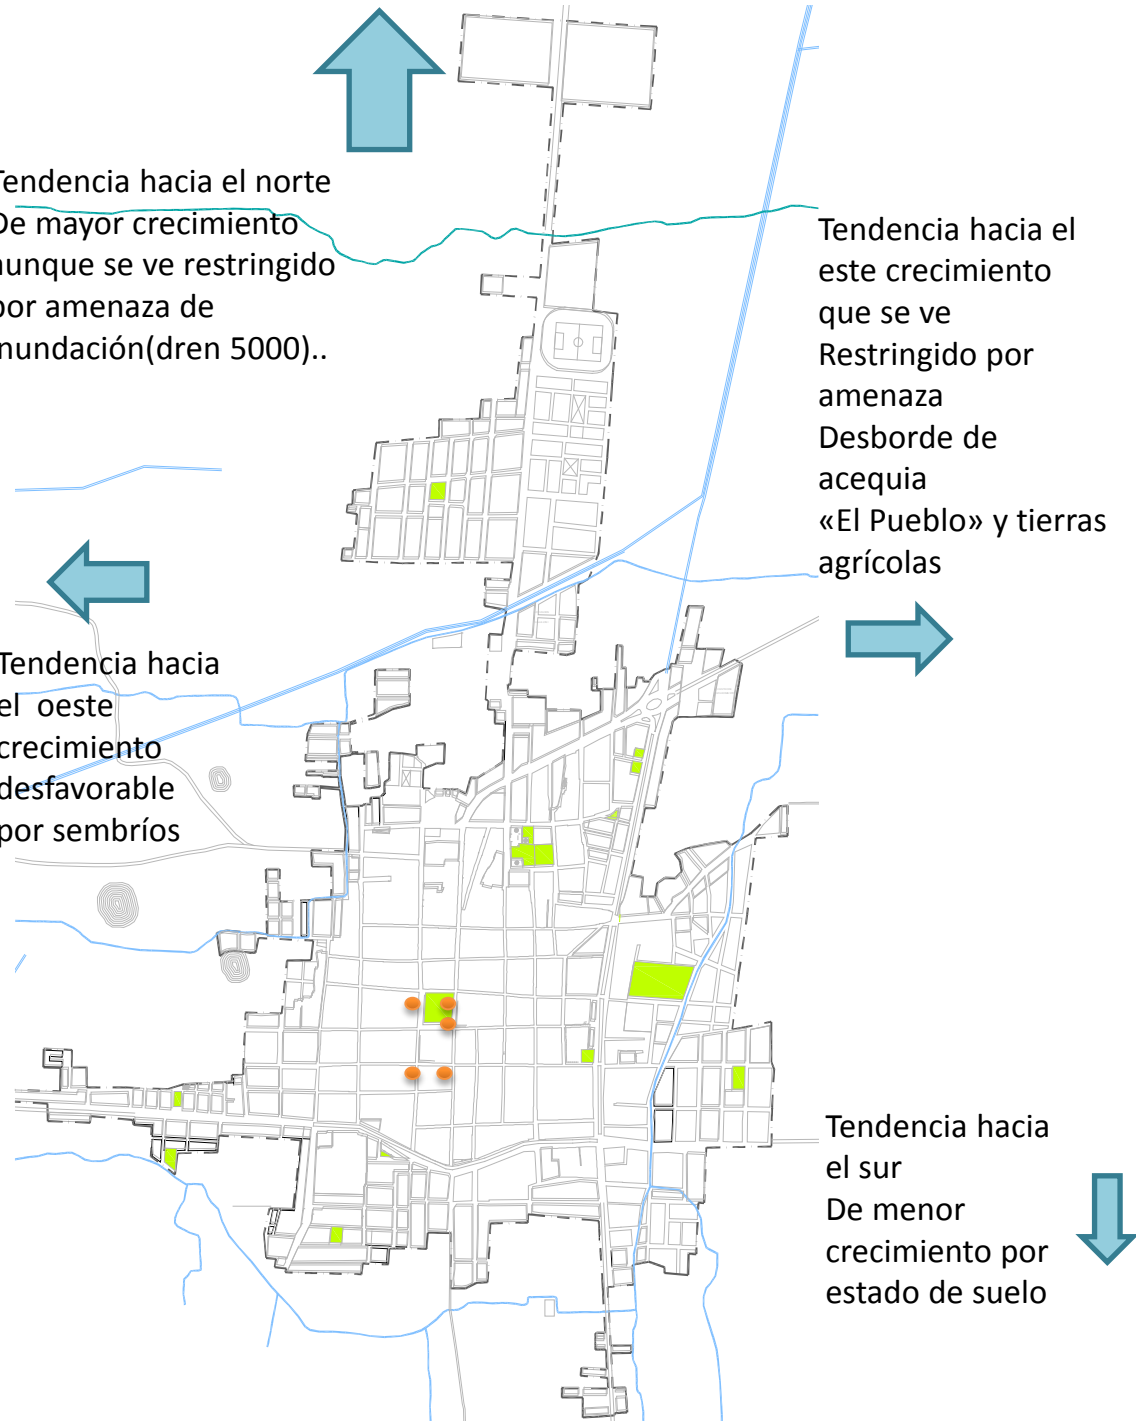 Tendencia hacia el norte
De mayor crecimiento
aunque se ve restringido
por amenaza de
inundación(dren 5000)..
Tendencia hacia el
este crecimiento
que se ve
Restringido por
amenaza
Desborde de
acequia
«El Pueblo» y tierras
agrícolas
Tendencia hacia
el  oeste
crecimiento
desfavorable
por sembríos
Tendencia hacia
el sur
De menor
crecimiento por
estado de suelo